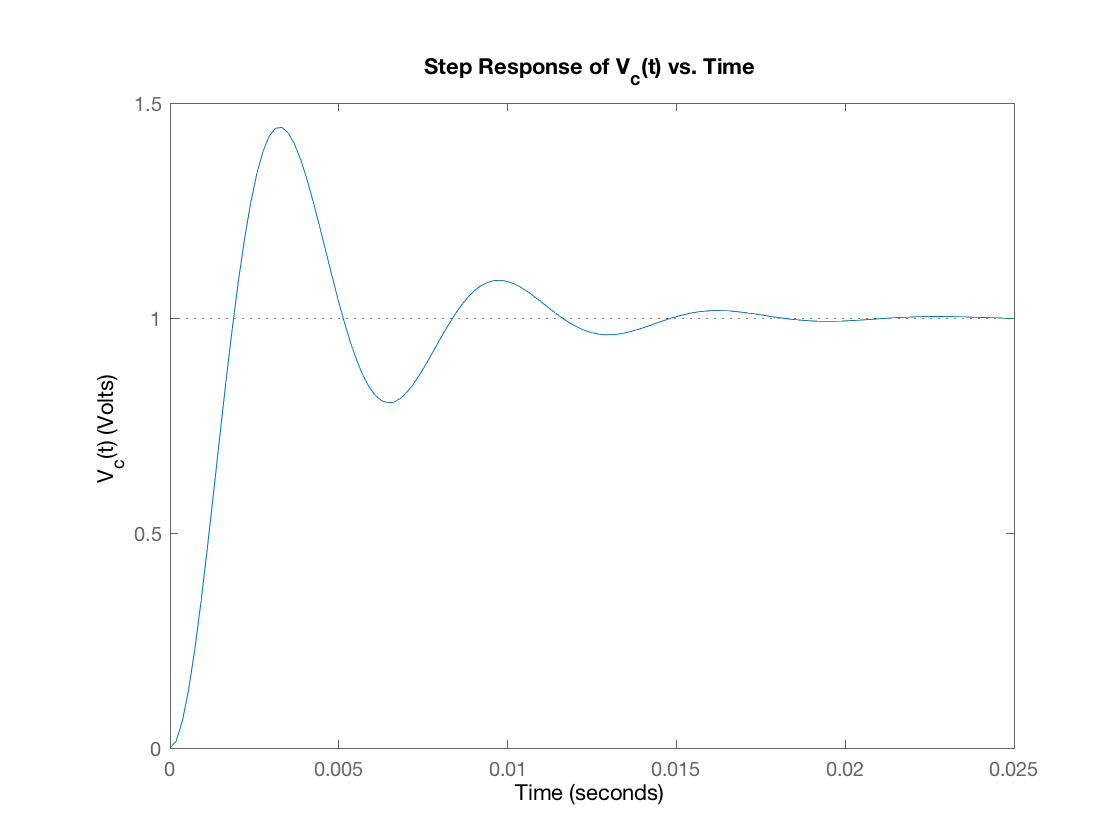 Step Response of Vc(t) vs. Time
1.5
1
0.5
0
Vc(t) (Volts)
0 0.005 0.01 0.015 0.02 0.025
Time (seconds)